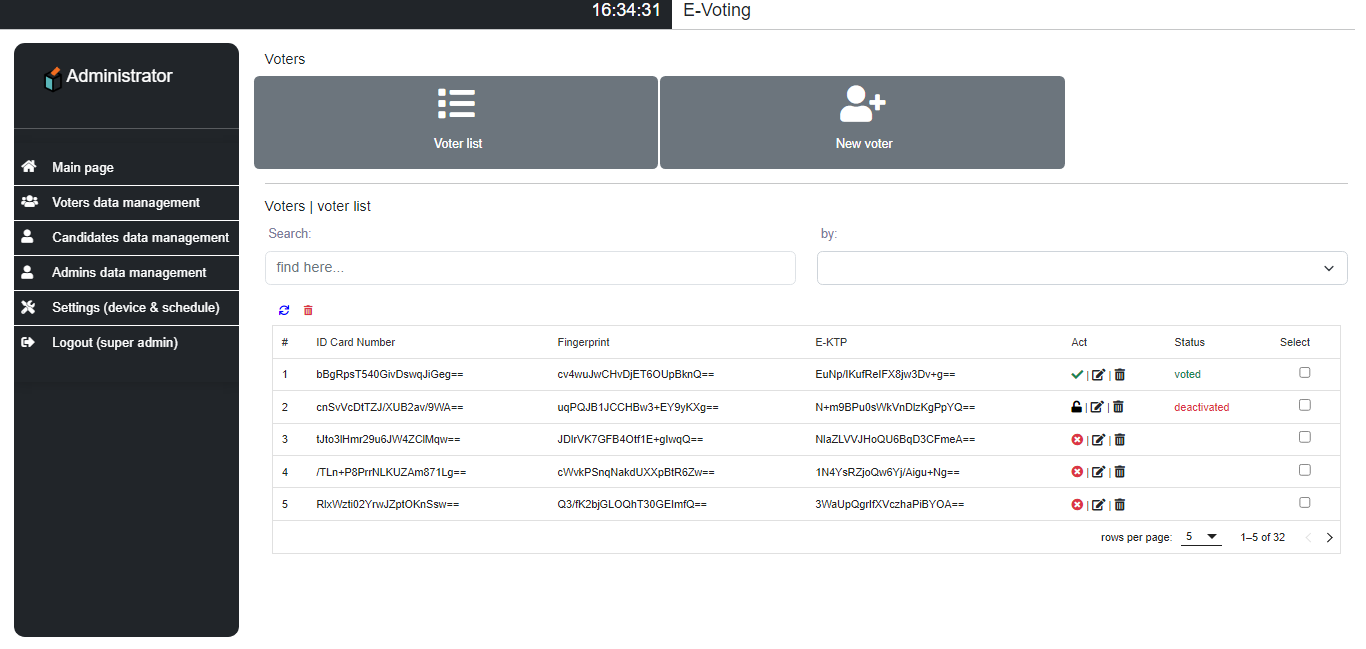 16:34:31 E-Voting
Administrator
Main page
Voters data management
Candidates data management
Admins data management
Settings (device & schedule)
Logout (super admin)
Voters
Voter list
New voter
Voters | voter list
Search:
by:
find here...
# ID Card Number Fingerprint E-KTP Act Status Select
1 bBgRpsT540GivDswqJiGeg== cv4wuJwCHvDjET6OUpBknQ== EuNp/IKufReIFX8jw3Dv+g== | | voted
2 cnSvVcDtTZJ/XUB2av/9WA== uqPQJB1JCCHBw3+EY9yKXg== N+m9BPu0sWkVnDlzKgPpYQ== | | deactivated
3 tJto3lHmr29u6JW4ZClMqw== JDlrVK7GFB4Otf1E+glwqQ== NlaZLVVJHoQU6BqD3CFmeA== | |
4 /TLn+P8PrrNLKUZAm871Lg== cWvkPSnqNakdUXXpBtR6Zw== 1N4YsRZjoQw6Yj/Aigu+Ng== | |
5 RlxWzti02YrwJZptOKnSsw== Q3/fK2bjGLOQhT30GEImfQ== 3WaUpQgrIfXVczhaPiBYOA== | |
rows per page: 5 1–5 of 32